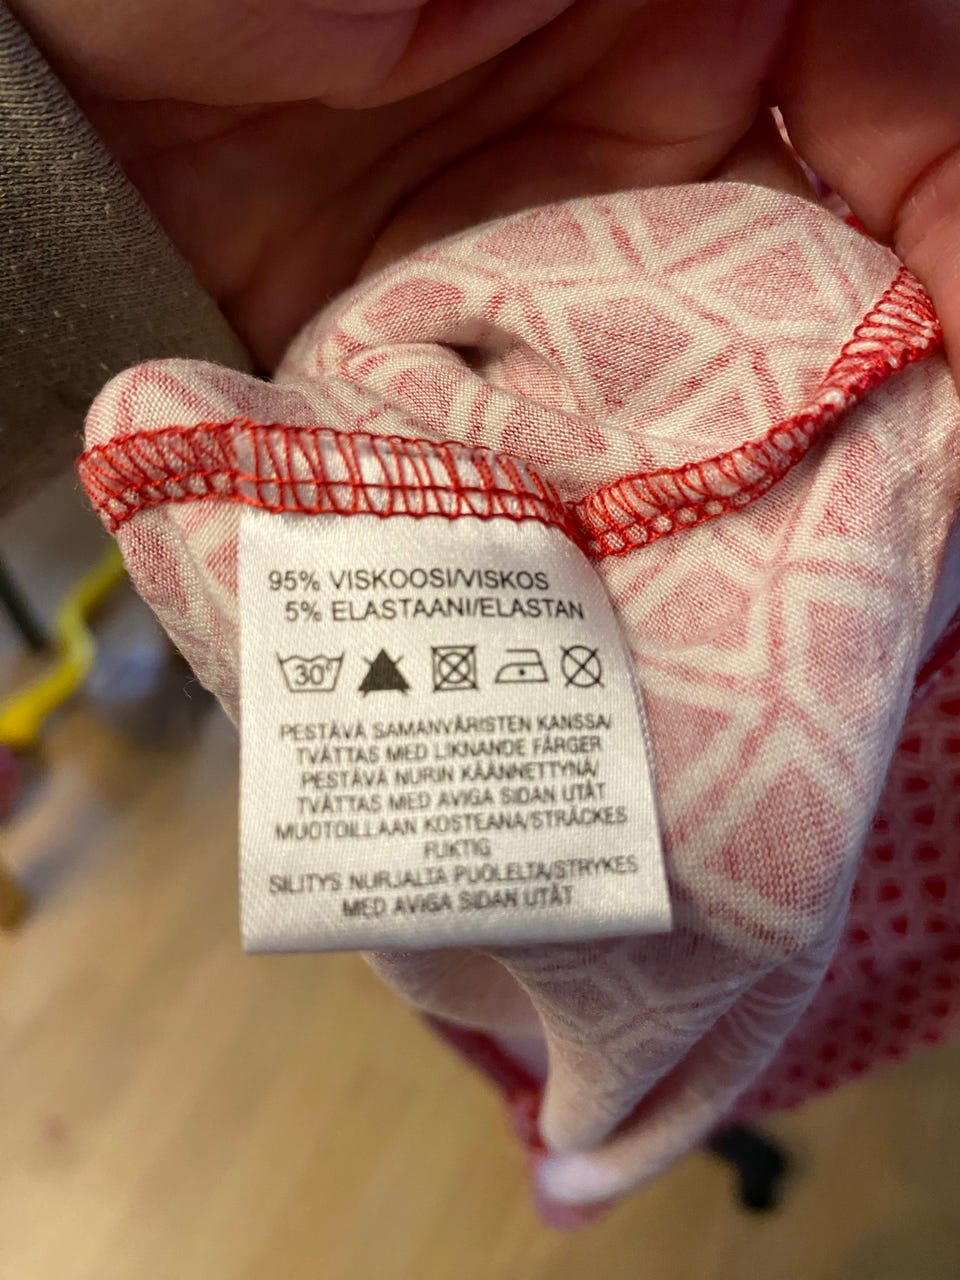 95% VISKOOSI/VISKOS
5% ELASTAANI/ELASTAN
30°
PESTÄVÄ SAMANVÄRISTEN KANSSA/
TVÄTTAS MED LIKNANDE FÄRGER
PESTÄVÄ NURIN KÄÄNNETTYNÄ/
TVÄTTAS MED AVIGA SIDAN UTÅT
MUOTOILLAAN KOSTEANA/STRÄCKES
FUKTIG
SILITYS NURJALTA PUOLELTA/STRYKES
MED AVIGA SIDAN UTÅT